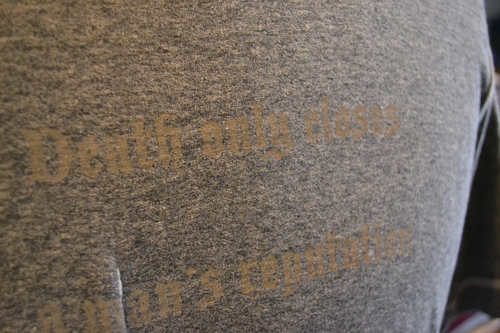 Death only closes
a man's reputation